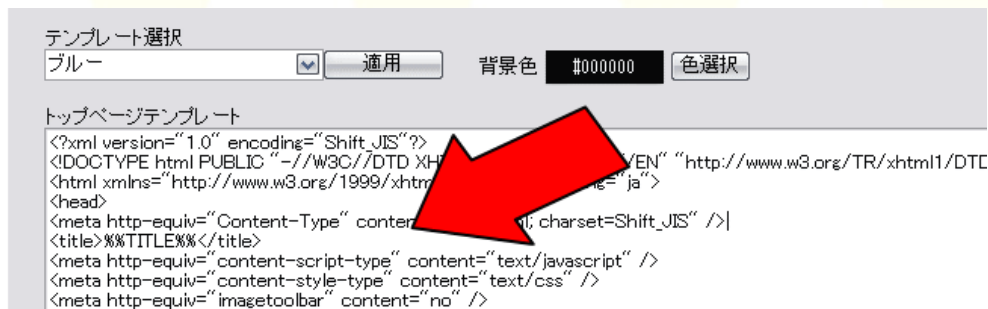 テンプレート選択
ブルー 適用 背景色 #000000 色選択
トップページテンプレート
<?xml version="1.0" encoding="Shift_JIS"?>
<!DOCTYPE html PUBLIC "-//W3C//DTD XH /EN" "http://www.w3.org/TR/xhtml1/DTD
<html xmlns="http://www.w3.org/1999/xhtm ="ja">
<head>
<meta http-equiv="Content-Type" conten ; charset=Shift_JIS" />
<title>%%TITLE%%</title>
<meta http-equiv="content-script-type" content="text/javascript" />
<meta http-equiv="content-style-type" content="text/css" />
<meta http-equiv="imagetoolbar" content="no" />